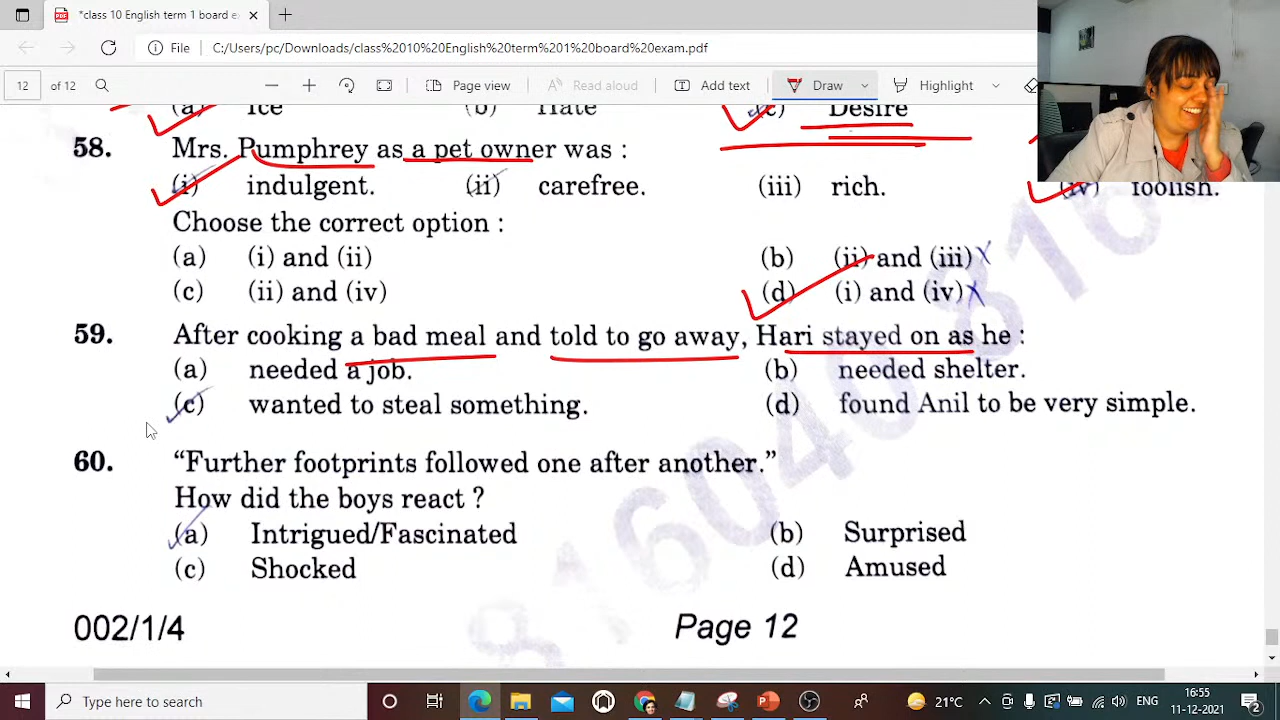 *class 10 English term 1 board e
File C:/Users/pc/Downloads/class%2010%20English%20term%201%20board%20exam.pdf
12 of 12 Page view Read aloud Add text Draw Highlight
(a) Ice (b) Hate (c) Desire
58. Mrs. Pumphrey as a pet owner was :
(i) indulgent. (ii) carefree. (iii) rich. (iv) foolish.
Choose the correct option :
(a) (i) and (ii) (b) (ii) and (iii)
(c) (ii) and (iv) (d) (i) and (iv)
59. After cooking a bad meal and told to go away, Hari stayed on as he :
(a) needed a job. (b) needed shelter.
(c) wanted to steal something. (d) found Anil to be very simple.
60. “Further footprints followed one after another.”
How did the boys react ?
(a) Intrigued/Fascinated (b) Surprised
(c) Shocked (d) Amused
002/1/4 Page 12
Type here to search 21°C ENG 16:55
11-12-2021